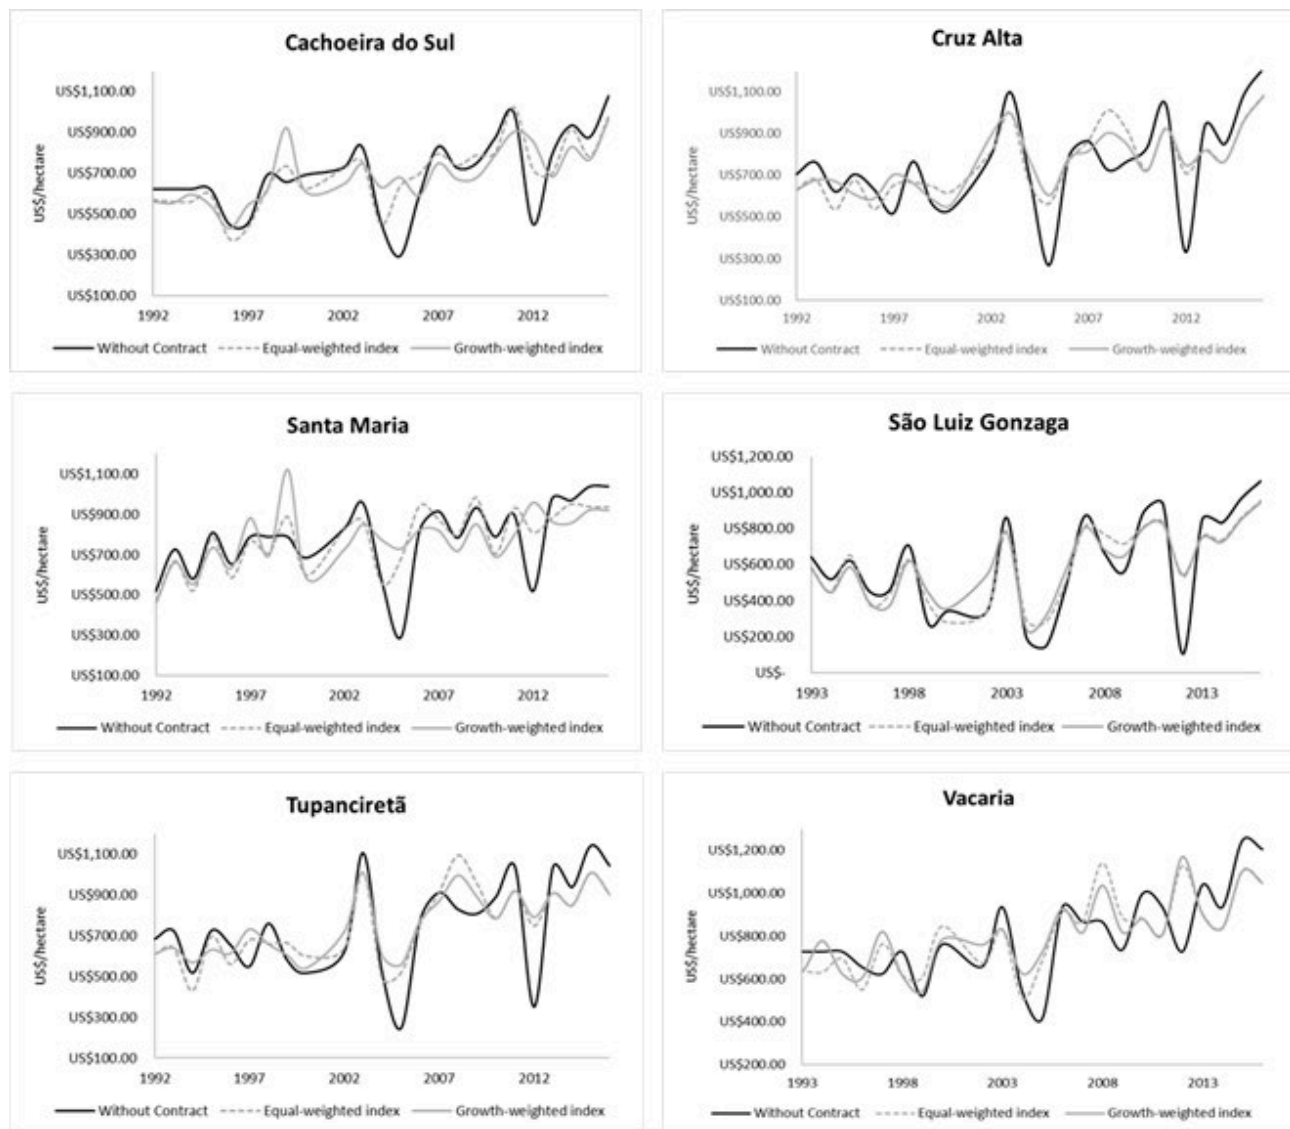 Cachoeira do Sul
US$/hectare
US$1,100.00
US$900.00
US$700.00
US$500.00
US$300.00
US$100.00
1992 1997 2002 2007 2012
Without Contract Equal-weighted index Growth-weighted index
Cruz Alta
US$/hectare
US$1,100.00
US$900.00
US$700.00
US$500.00
US$300.00
US$100.00
1992 1997 2002 2007 2012
Without Contract Equal-weighted index Growth-weighted index
Santa Maria
US$/hectare
US$1,100.00
US$900.00
US$700.00
US$500.00
US$300.00
US$100.00
1992 1997 2002 2007 2012
Without Contract Equal-weighted index Growth-weighted index
São Luiz Gonzaga
US$/hectare
US$1,200.00
US$1,000.00
US$800.00
US$600.00
US$400.00
US$200.00
US$-
1993 1998 2003 2008 2013
Without Contract Equal-weighted index Growth-weighted index
Tupanciretã
US$/hectare
US$1,100.00
US$900.00
US$700.00
US$500.00
US$300.00
US$100.00
1992 1997 2002 2007 2012
Without Contract Equal-weighted index Growth-weighted index
Vacaria
US$/hectare
US$1,200.00
US$1,000.00
US$800.00
US$600.00
US$400.00
US$200.00
1993 1998 2003 2008 2013
Without Contract Equal-weighted index Growth-weighted index